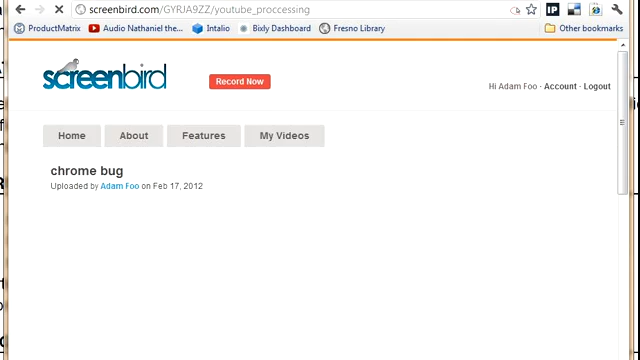 screenbird.com/GYRJA9ZZ/youtube_proccessing
ProductMatrix Audio Nathaniel the... Intalio Bixly Dashboard Fresno Library Other bookmarks
screenbird Record Now
Hi Adam Foo - Account - Logout
Home About Features My Videos
chrome bug
Uploaded by Adam Foo on Feb 17, 2012